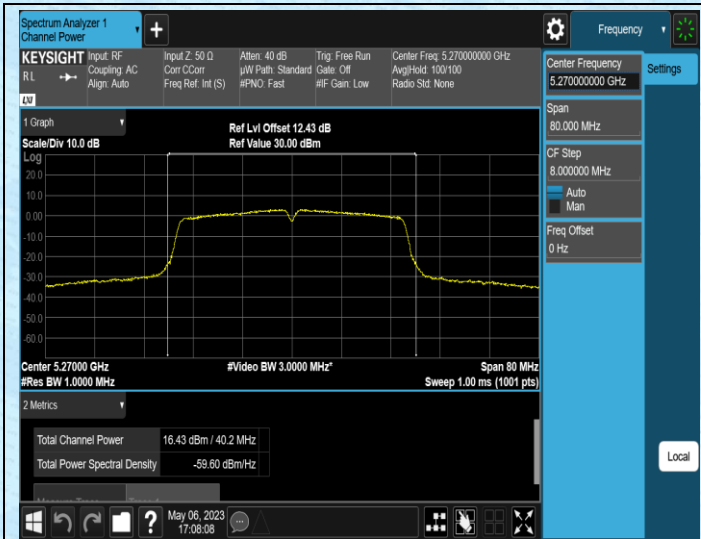 Spectrum Analyzer 1
Channel Power
Frequency
KEYSIGHT
R L
LXI
Input: RF
Coupling: AC
Align: Auto
Input Z: 50 Ω
Corr CCorr
Freq Ref: Int (S)
Atten: 40 dB
µW Path: Standard
#PNO: Fast
Trig: Free Run
Gate: Off
#IF Gain: Low
Center Freq: 5.270000000 GHz
Avg|Hold: 100/100
Radio Std: None
Center Frequency
5.270000000 GHz
Settings
Span
80.000 MHz
CF Step
8.000000 MHz
Auto
Man
Freq Offset
0 Hz
Local
1 Graph
Scale/Div 10.0 dB
Ref Lvl Offset 12.43 dB
Ref Value 30.00 dBm
Log
20.0
10.0
0.00
-10.0
-20.0
-30.0
-40.0
-50.0
-60.0
Center 5.27000 GHz
#Res BW 1.0000 MHz
#Video BW 3.0000 MHz*
Span 80 MHz
Sweep 1.00 ms (1001 pts)
2 Metrics
Total Channel Power 16.43 dBm / 40.2 MHz
Total Power Spectral Density -59.60 dBm/Hz
?
May 06, 2023
17:08:08